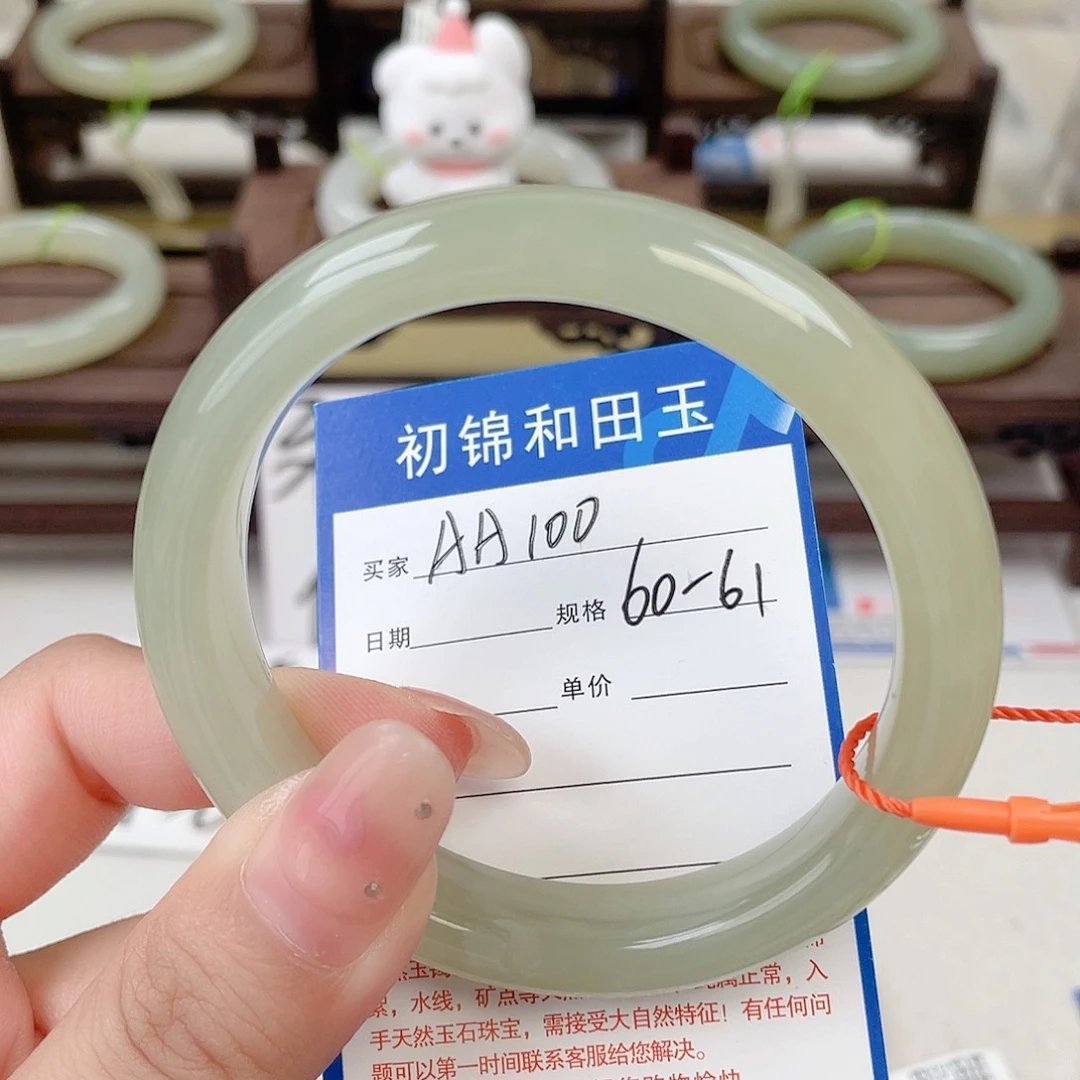 初锦和田玉
买家 AA100
日期 规格 60-61
单价
水线，矿点等
属正常，入
手天然玉石珠宝，需接受大自然特征！有任何问
题可以第一时间联系客服给您解决。